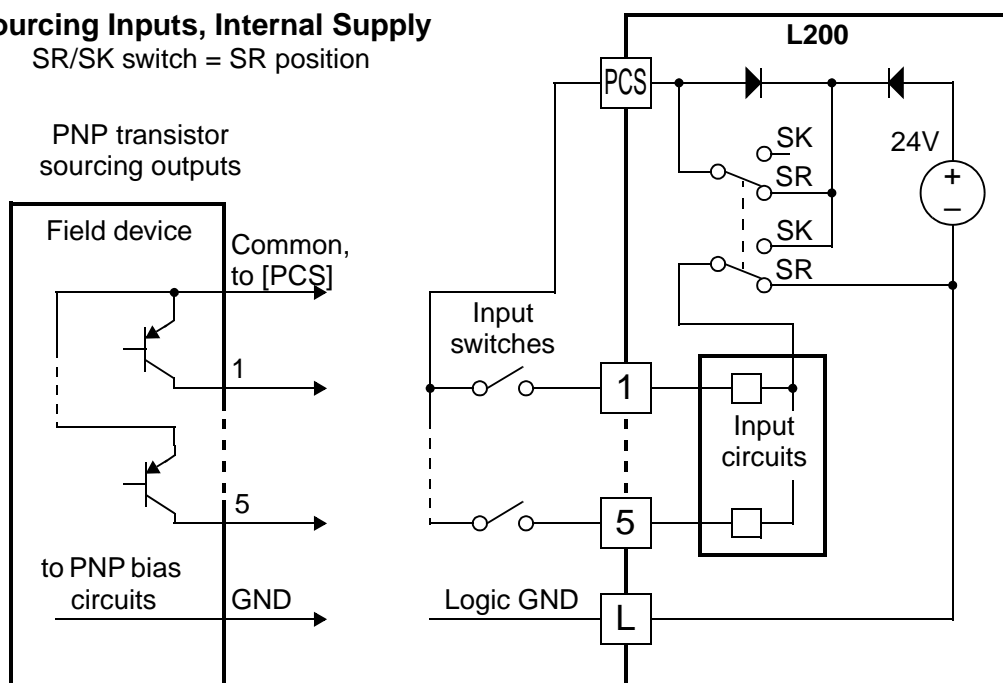 ourcing Inputs, Internal Supply
SR/SK switch = SR position
L200
PCS
PNP transistor
sourcing outputs
SK
SR
24V
+
–
SK
SR
Field device
Common,
to [PCS]
Input
switches
1
1
Input
circuits
5
5
to PNP bias
circuits
GND
Logic GND
L